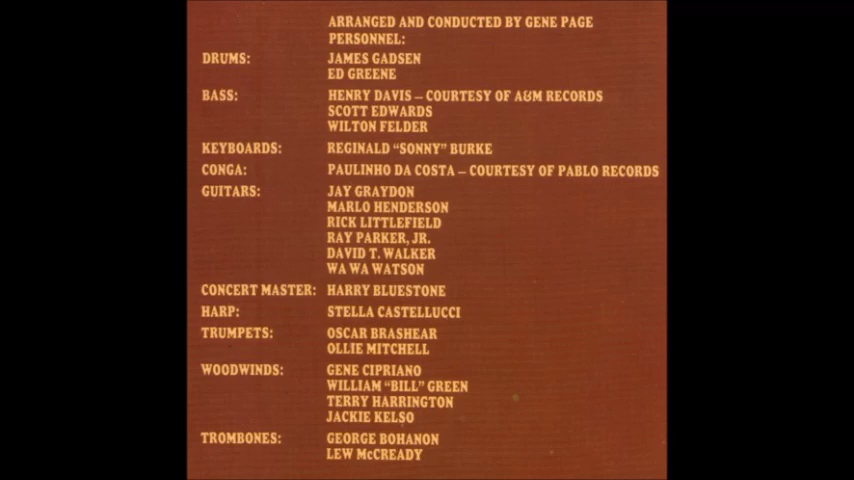 ARRANGED AND CONDUCTED BY GENE PAGE
PERSONNEL:
DRUMS: JAMES GADSEN
ED GREENE
BASS: HENRY DAVIS – COURTESY OF A&M RECORDS
SCOTT EDWARDS
WILTON FELDER
KEYBOARDS: REGINALD “SONNY” BURKE
CONGA: PAULINHO DA COSTA – COURTESY OF PABLO RECORDS
GUITARS: JAY GRAYDON
MARLO HENDERSON
RICK LITTLEFIELD
RAY PARKER, JR.
DAVID T. WALKER
WA WA WATSON
CONCERT MASTER: HARRY BLUESTONE
HARP: STELLA CASTELLUCCI
TRUMPETS: OSCAR BRASHEAR
OLLIE MITCHELL
WOODWINDS: GENE CIPRIANO
WILLIAM “BILL” GREEN
TERRY HARRINGTON
JACKIE KELSO
TROMBONES: GEORGE BOHANON
LEW McCREADY